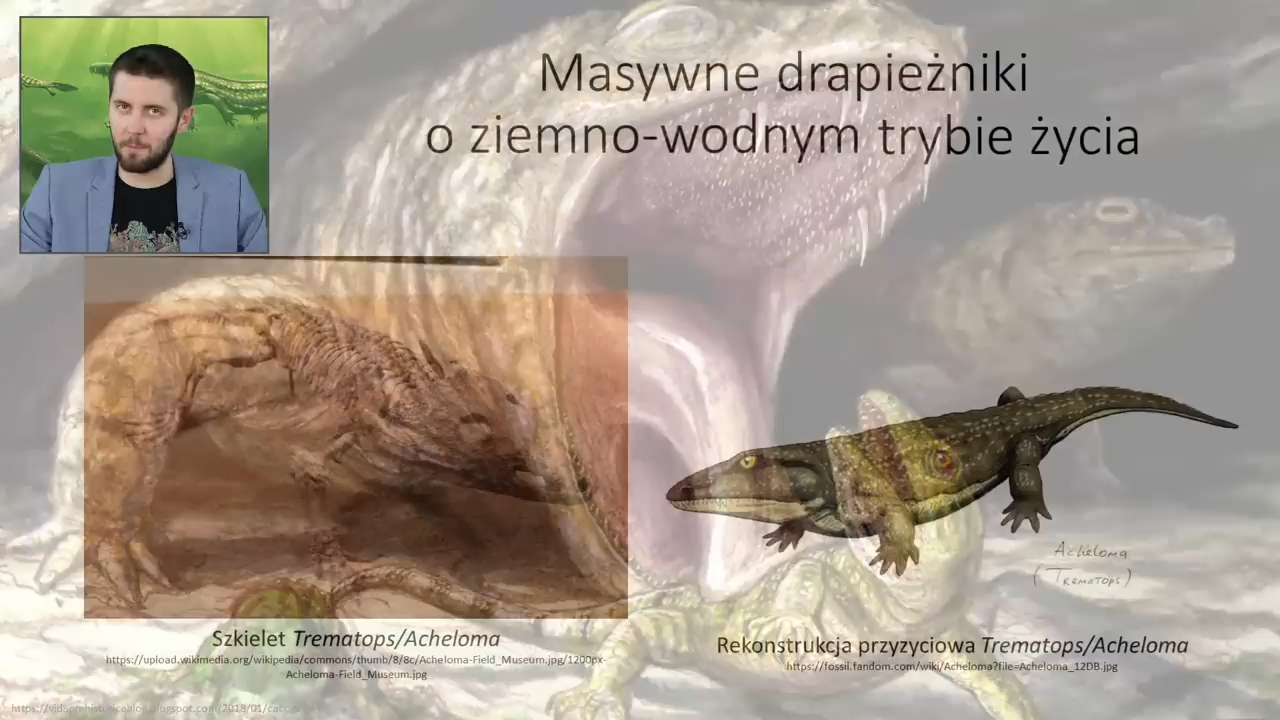 Masywne drapieżniki
o ziemno-wodnym trybie życia
Acheloma
(Trematops)
Szkielet Trematops/Acheloma
https://upload.wikimedia.org/wikipedia/commons/thumb/8/8c/Acheloma-Field_Museum.jpg/1200px-
Acheloma-Field_Museum.jpg
Rekonstrukcja przyżyciowa Trematops/Acheloma
https://fossil.fandom.com/wiki/Acheloma?file=Acheloma_12DB.jpg